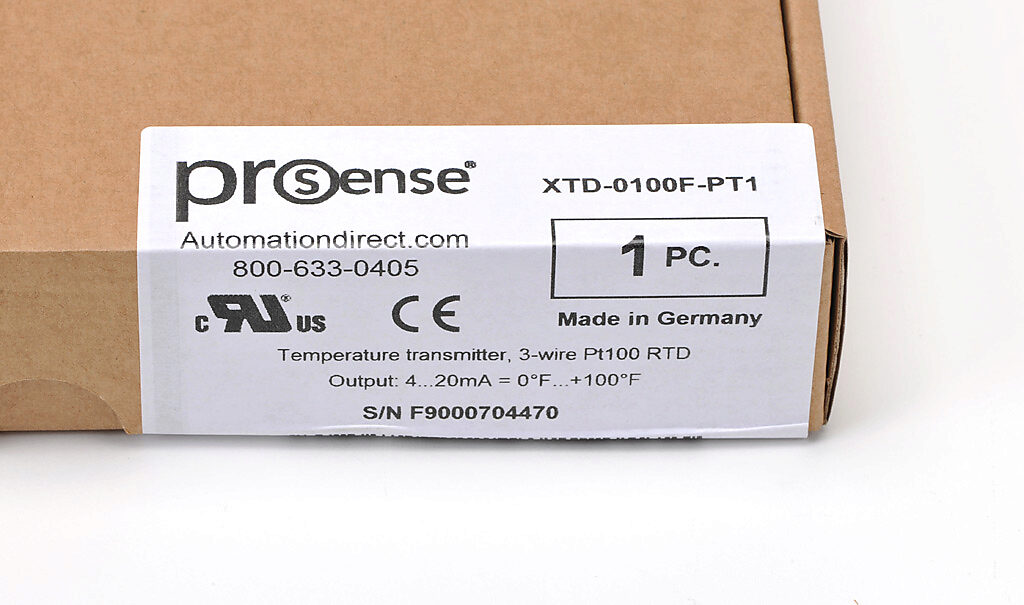 prosense®
XTD-0100F-PT1
Automationdirect.com
800-633-0405
1 PC.
c RU® US
CE
Made in Germany
Temperature transmitter, 3-wire Pt100 RTD
Output: 4...20mA = 0°F...+100°F
S/N F9000704470